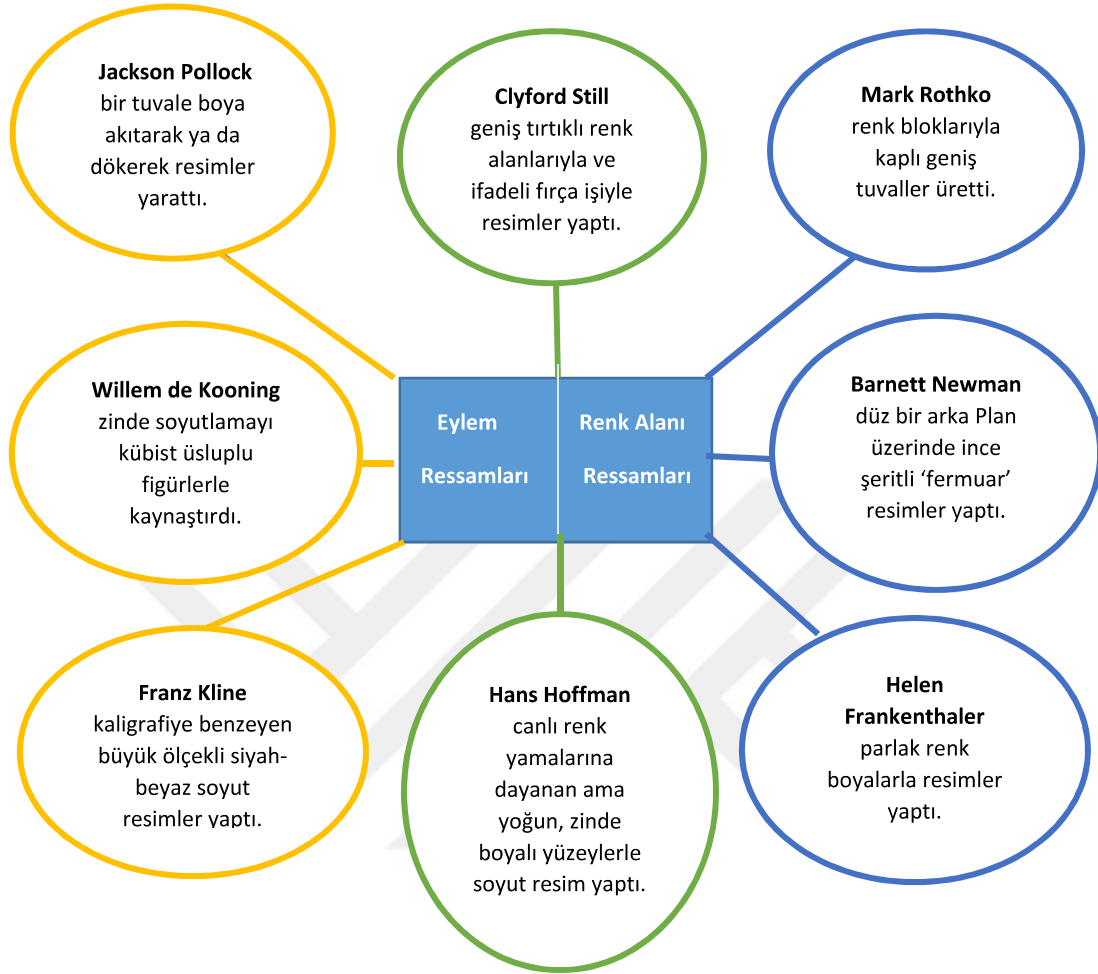 Jackson Pollock
bir tuvale boya
akıtarak ya da
dökerek resimler
yarattı.
Clyford Still
geniş tırtıklı renk
alanlarıyla ve
ifadeli fırça işiyle
resimler yaptı.
Mark Rothko
renk bloklarıyla
kaplı geniş
tuvaller üretti.
Willem de Kooning
zinde soyutlamayı
kübist üsluplu
figürlerle
kaynaştırdı.
Eylem
Ressamları
Renk Alanı
Ressamları
Barnett Newman
düz bir arka Plan
üzerinde ince
şeritli ‘fermuar’
resimler yaptı.
Franz Kline
kaligrafiye benzeyen
büyük ölçekli siyah-
beyaz soyut
resimler yaptı.
Hans Hoffman
canlı renk
yamalarına
dayanan ama
yoğun, zinde
boyalı yüzeylerle
soyut resim yaptı.
Helen
Frankenthaler
parlak renk
boyalarla resimler
yaptı.